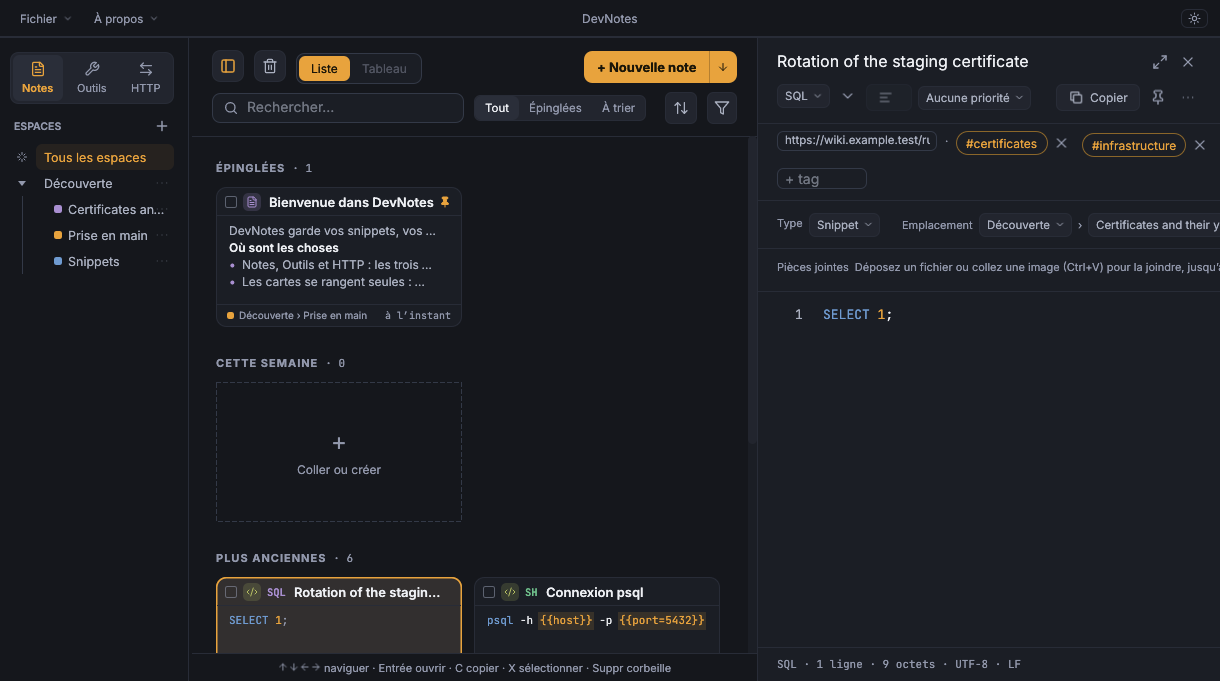 Fichier
À propos
DevNotes
Notes
Outils
HTTP
ESPACES
Tous les espaces
Découverte
Certificates an...
Prise en main
Snippets
Liste
Tableau
+ Nouvelle note
Rechercher...
Tout
Épinglées
À trier
ÉPINGLÉES · 1
Bienvenue dans DevNotes
DevNotes garde vos snippets, vos ...
Où sont les choses
• Notes, Outils et HTTP : les trois ...
• Les cartes se rangent seules : ...
Découverte › Prise en main à l'instant
CETTE SEMAINE · 0
+
Coller ou créer
PLUS ANCIENNES · 6
</> SQL Rotation of the stagin...
SELECT 1;
</> SH Connexion psql
psql -h {{host}} -p {{port=5432}}
↑↓←→ naviguer · Entrée ouvrir · C copier · X sélectionner · Suppr corbeille
Rotation of the staging certificate
SQL
Aucune priorité
Copier
https://wiki.example.test/ru
· #certificates
#infrastructure
+ tag
Type Snippet
Emplacement Découverte › Certificates and their y
Pièces jointes Déposez un fichier ou collez une image (Ctrl+V) pour la joindre, jusqu'à
1 SELECT 1;
SQL · 1 ligne · 9 octets · UTF-8 · LF